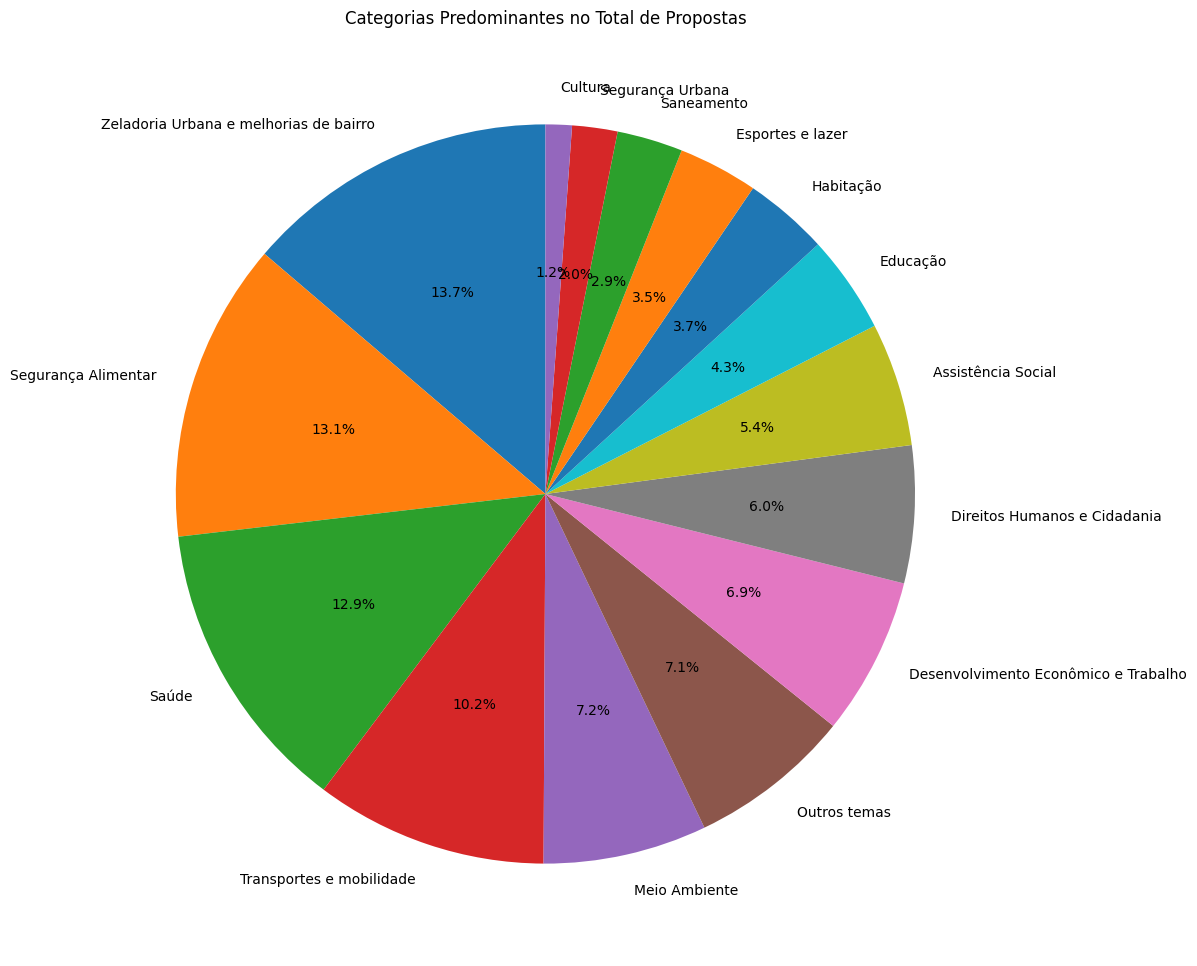 Categorias Predominantes no Total de Propostas
Cultura
Segurança Urbana
Saneamento
Esportes e lazer
Habitação
Educação
Assistência Social
Direitos Humanos e Cidadania
Desenvolvimento Econômico e Trabalho
Outros temas
Meio Ambiente
Transportes e mobilidade
Saúde
Segurança Alimentar
Zeladoria Urbana e melhorias de bairro
1.2%
2.0%
2.9%
3.5%
3.7%
4.3%
5.4%
6.0%
6.9%
7.1%
7.2%
10.2%
12.9%
13.1%
13.7%